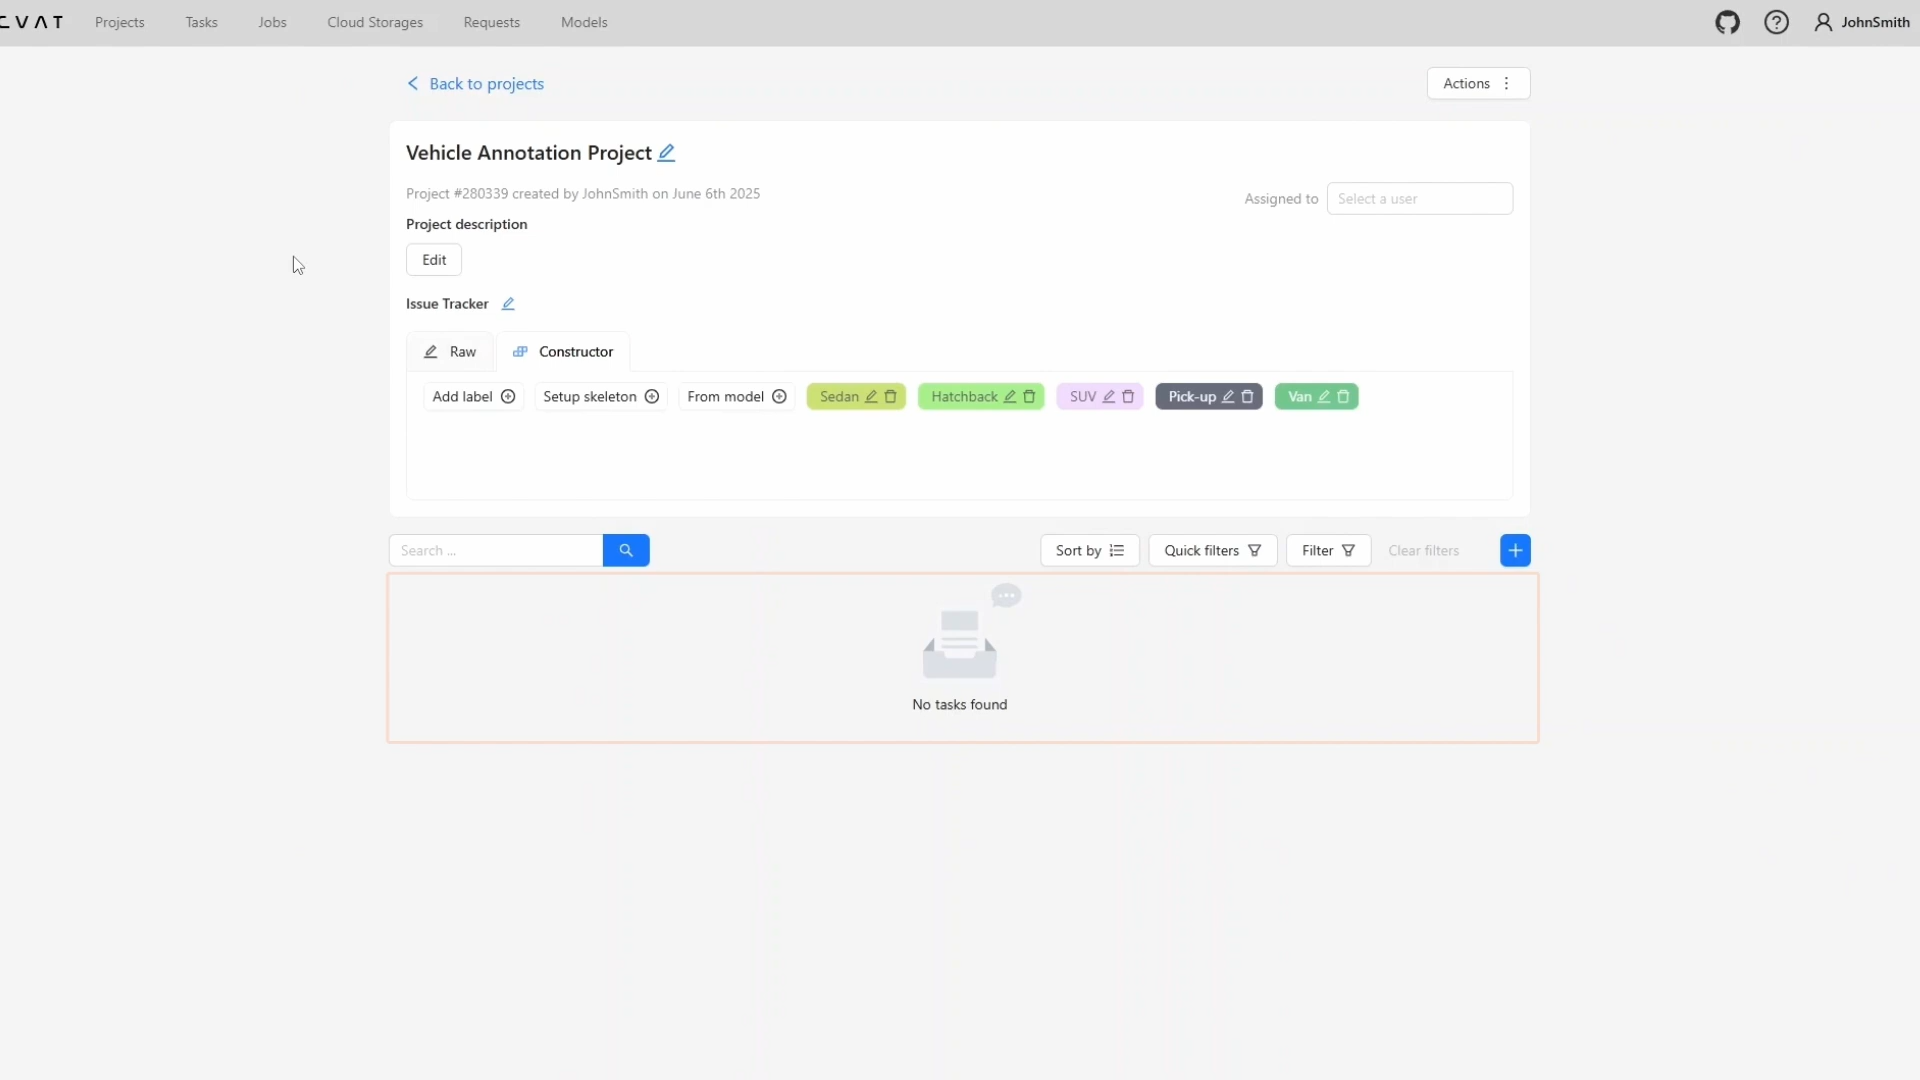 CVAT Projects Tasks Jobs Cloud Storages Requests Models JohnSmith
Back to projects Actions
Vehicle Annotation Project
Project #280339 created by JohnSmith on June 6th 2025
Assigned to Select a user
Project description
Edit
Issue Tracker
Raw Constructor
Add label Setup skeleton From model Sedan Hatchback SUV Pick-up Van
Search ... Sort by Quick filters Filter Clear filters
No tasks found